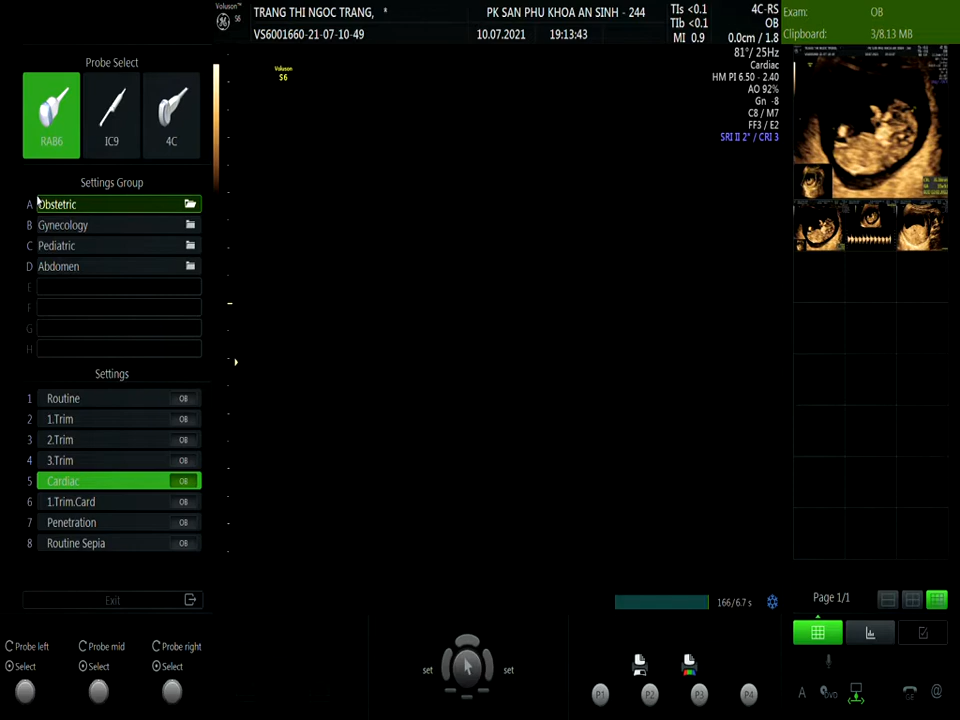 Voluson™
S6
TRANG THI NGOC TRANG, *
PK SAN PHU KHOA AN SINH - 244
VS6001660-21-07-10-49
10.07.2021
19:13:43
TIs <0.1
4C-RS
TIb <0.1
OB
MI 0.9
0.0cm / 1.8
81°/ 25Hz
Cardiac
HM PI 6.50 - 2.40
AO 92%
Gn -8
C8 / M7
FF3 / E2
SRI II 2" / CRI 3
Voluson
S6
Exam: OB
Clipboard: 3/8.13 MB
Probe Select
RAB6
IC9
4C
Settings Group
A Obstetric
B Gynecology
C Pediatric
D Abdomen
E
F
G
H
Settings
1 Routine OB
2 1.Trim OB
3 2.Trim OB
4 3.Trim OB
5 Cardiac OB
6 1.Trim.Card OB
7 Penetration OB
8 Routine Sepia OB
Exit
Probe left
Probe mid
Probe right
Select
Select
Select
set
set
166/6.7 s
P1
P2
P3
P4
Page 1/1
A
DVD
@